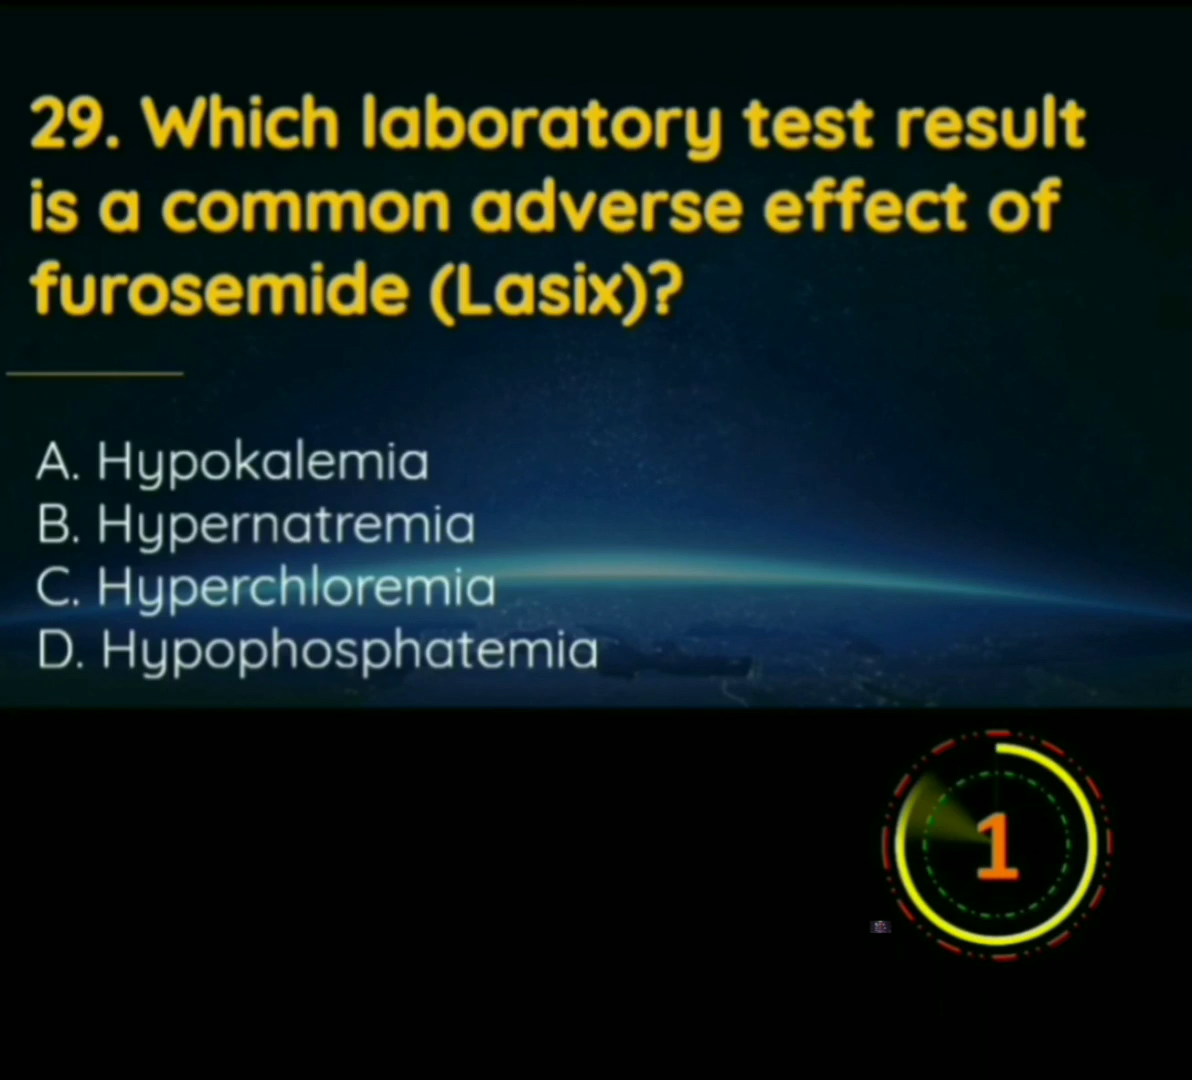 29. Which laboratory test result
is a common adverse effect of
furosemide (Lasix)?
A. Hypokalemia
B. Hypernatremia
C. Hyperchloremia
D. Hypophosphatemia
1